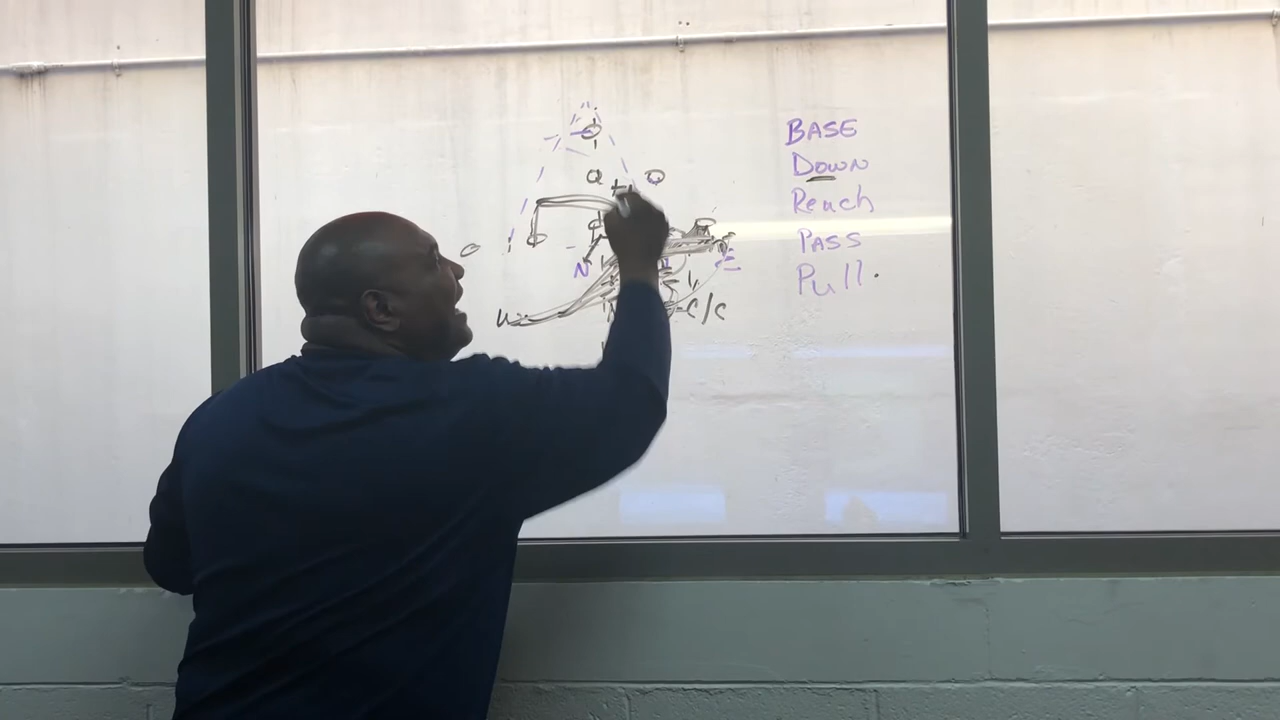 BASE
Down
Reach
PASS
Pull.
Q O
O
N E
W C/C